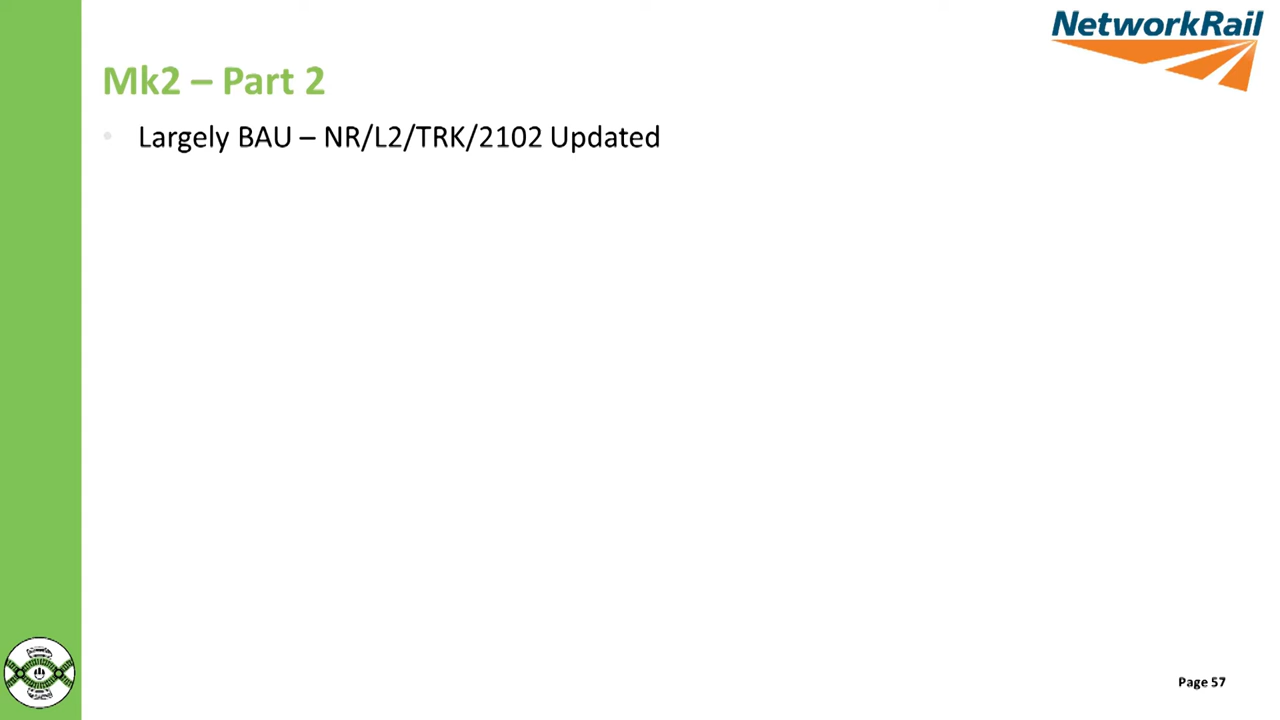 NetworkRail
Mk2 – Part 2
• Largely BAU – NR/L2/TRK/2102 Updated
Page 57